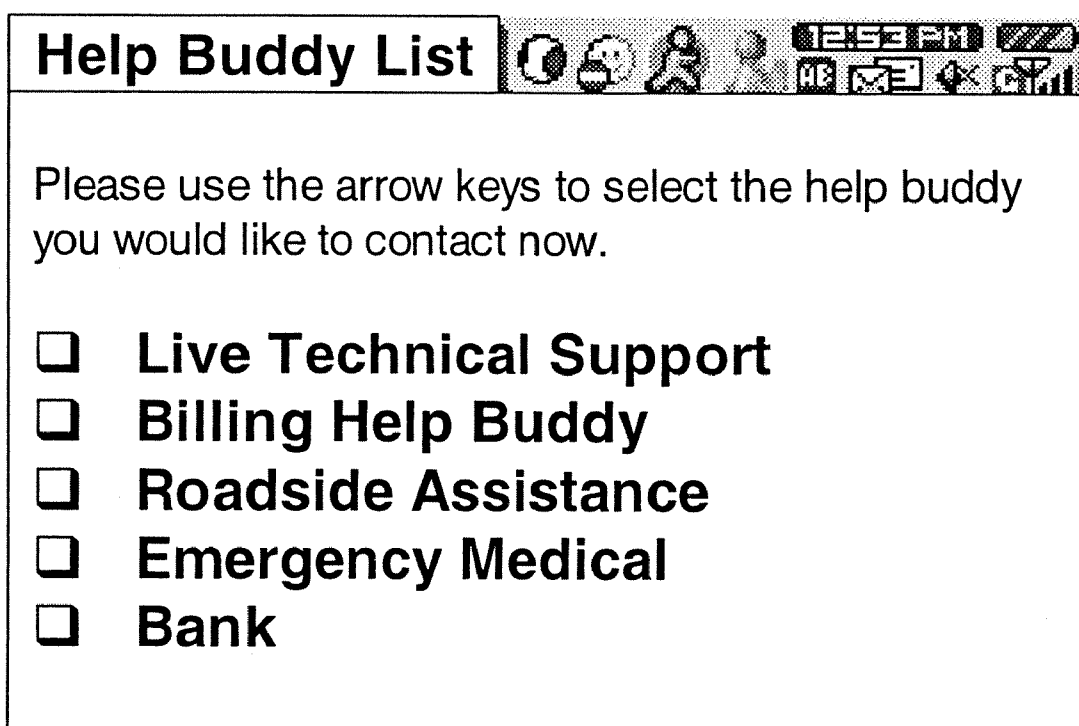 Help Buddy List 12:53 PM
Please use the arrow keys to select the help buddy
you would like to contact now.
❑ Live Technical Support
❑ Billing Help Buddy
❑ Roadside Assistance
❑ Emergency Medical
❑ Bank